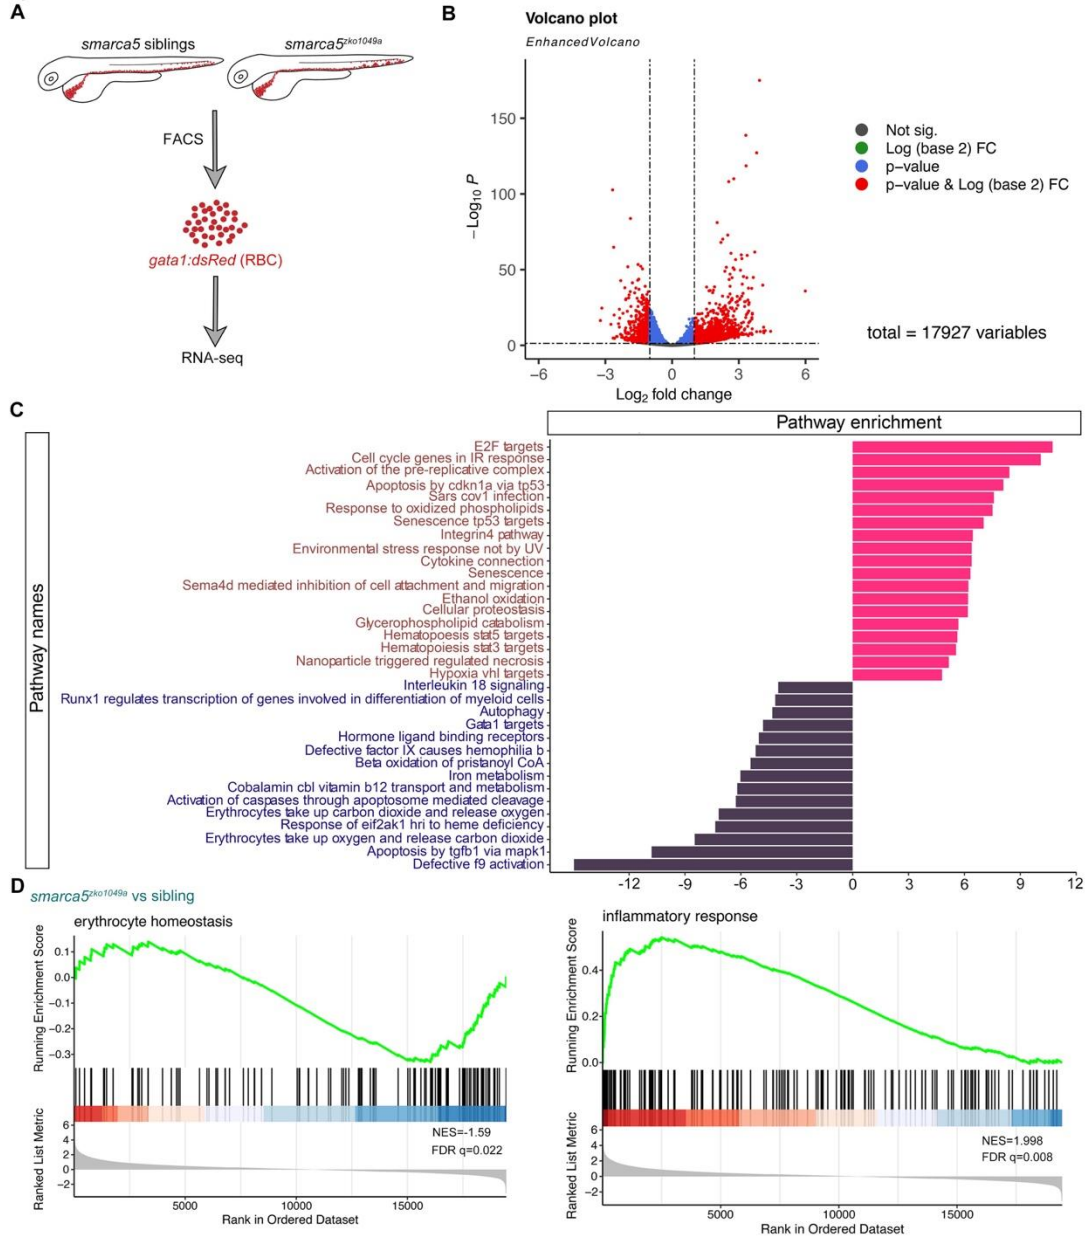 A
smarca5 siblings
smarca5zko1049a
FACS
gata1:dsRed (RBC)
RNA-seq
B
Volcano plot
EnhancedVolcano
−Log10 P
150
100
50
0
−6
−3
0
3
6
Log2 fold change
Not sig.
Log (base 2) FC
p-value
p-value & Log (base 2) FC
total = 17927 variables
C
Pathway enrichment
Pathway names
E2F targets
Cell cycle genes in IR response
Activation of the pre-replicative complex
Apoptosis by cdkn1a via tp53
Sars cov1 infection
Response to oxidized phospholipids
Senescence tp53 targets
Integrin4 pathway
Environmental stress response not by UV
Cytokine connection
Senescence
Sema4d mediated inhibition of cell attachment and migration
Ethanol oxidation
Cellular proteostasis
Glycerophospholipid catabolism
Hematopoesis stat5 targets
Hematopoiesis stat3 targets
Nanoparticle triggered regulated necrosis
Hypoxia vhl targets
Interleukin 18 signaling
Runx1 regulates transcription of genes involved in differentiation of myeloid cells
Autophagy
Gata1 targets
Hormone ligand binding receptors
Defective factor IX causes hemophilia b
Beta oxidation of pristanoyl CoA
Iron metabolism
Cobalamin cbl vitamin b12 transport and metabolism
Activation of caspases through apoptosome mediated cleavage
Erythrocytes take up carbon dioxide and release oxygen
Response of eif2ak1 hri to heme deficiency
Erythrocytes take up oxygen and release carbon dioxide
Apoptosis by tgfb1 via mapk1
Defective f9 activation
-12 -9 -6 -3 0 3 6 9 12
D
smarca5zko1049a vs sibling
erythrocyte homeostasis
Running Enrichment Score
0.1
0.0
−0.1
−0.2
−0.3
Ranked List Metric
6
4
2
0
−2
NES=-1.59
FDR q=0.022
5000 10000 15000
Rank in Ordered Dataset
inflammatory response
Running Enrichment Score
0.4
0.2
0.0
Ranked List Metric
6
4
2
0
−2
NES=1.998
FDR q=0.008
5000 10000 15000
Rank in Ordered Dataset